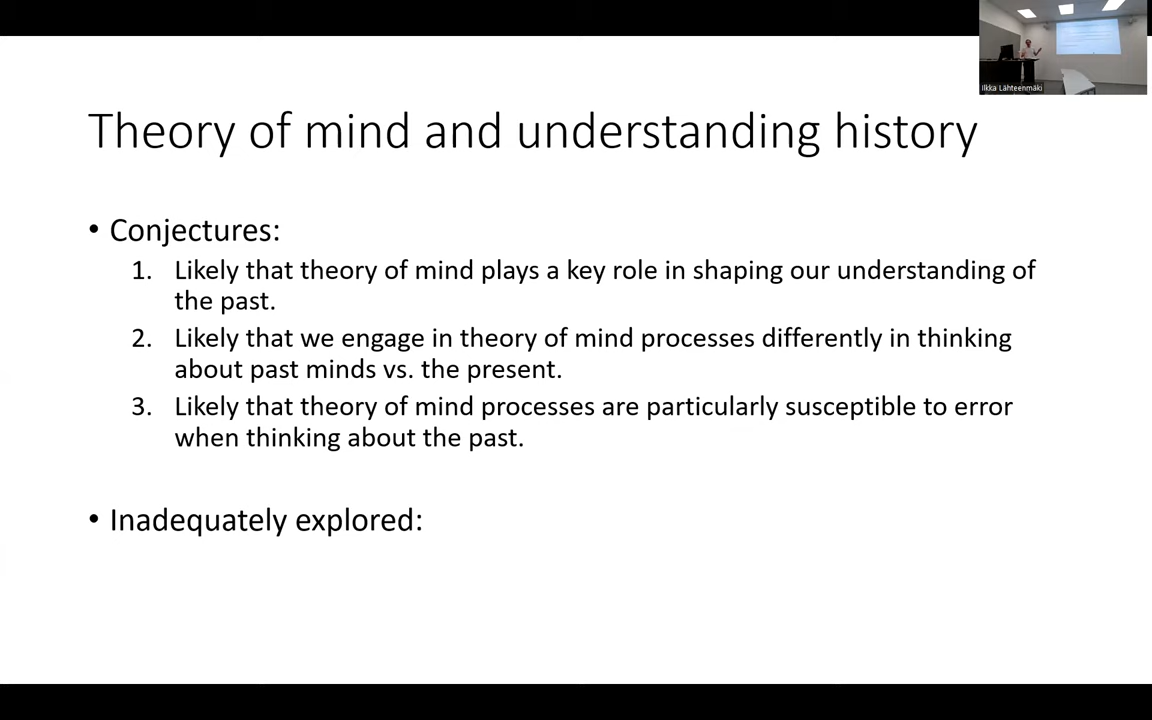 Ilkka Lähteenmäki
Theory of mind and understanding history
• Conjectures:
1. Likely that theory of mind plays a key role in shaping our understanding of
the past.
2. Likely that we engage in theory of mind processes differently in thinking
about past minds vs. the present.
3. Likely that theory of mind processes are particularly susceptible to error
when thinking about the past.
• Inadequately explored: